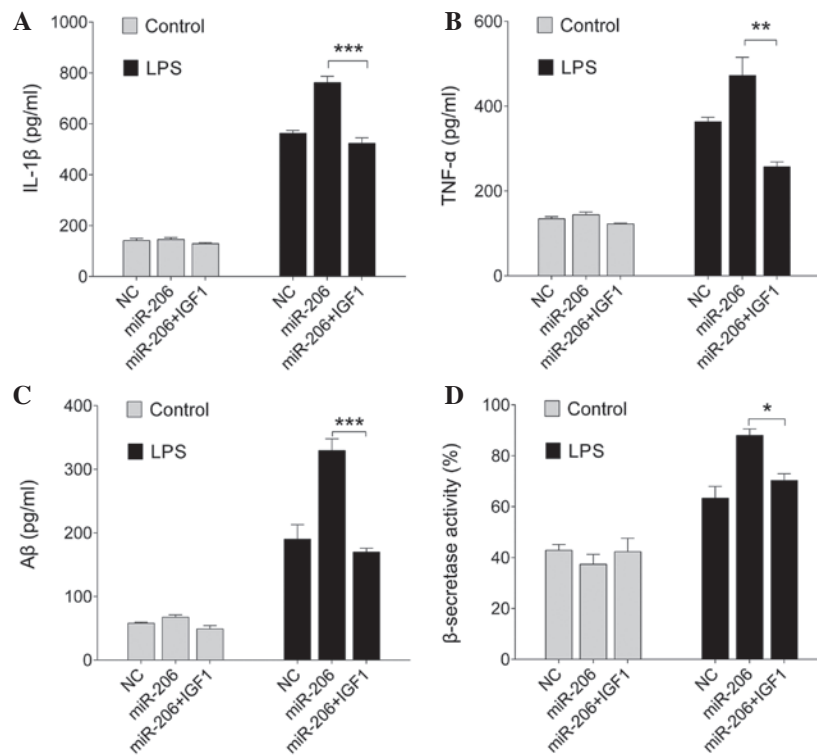 A
IL-1β (pg/ml)
1000
800
600
400
200
0
Control
LPS
***
NC
miR-206
miR-206+IGF1
NC
miR-206
miR-206+IGF1
B
TNF-α (pg/ml)
600
400
200
0
Control
LPS
**
NC
miR-206
miR-206+IGF1
NC
miR-206
miR-206+IGF1
C
Aβ (pg/ml)
400
300
200
100
0
Control
LPS
***
NC
miR-206
miR-206+IGF1
NC
miR-206
miR-206+IGF1
D
β-secretase activity (%)
100
80
60
40
20
0
Control
LPS
*
NC
miR-206
miR-206+IGF1
NC
miR-206
miR-206+IGF1